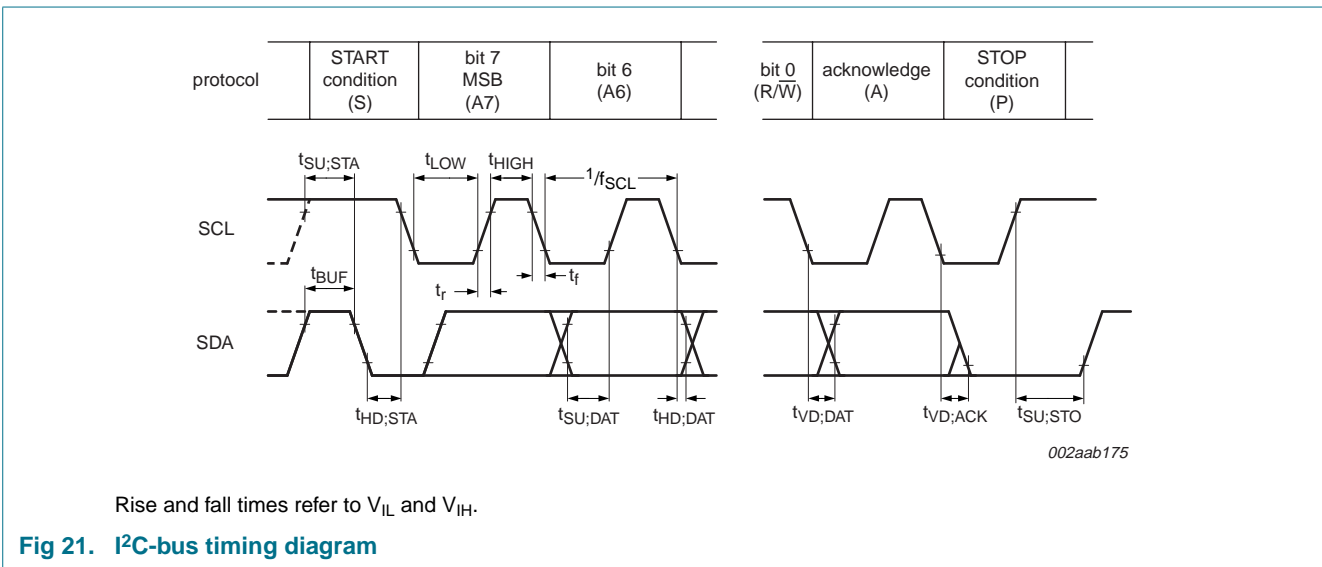 protocol
START
condition
(S)
bit 7
MSB
(A7)
bit 6
(A6)
bit 0
(R/W̅)
acknowledge
(A)
STOP
condition
(P)
tSU;STA
tLOW
tHIGH
1/fSCL
SCL
tBUF
tr
tf
SDA
tHD;STA
tSU;DAT
tHD;DAT
tVD;DAT
tVD;ACK
tSU;STO
002aab175
Rise and fall times refer to VIL and VIH.
Fig 21. I²C-bus timing diagram